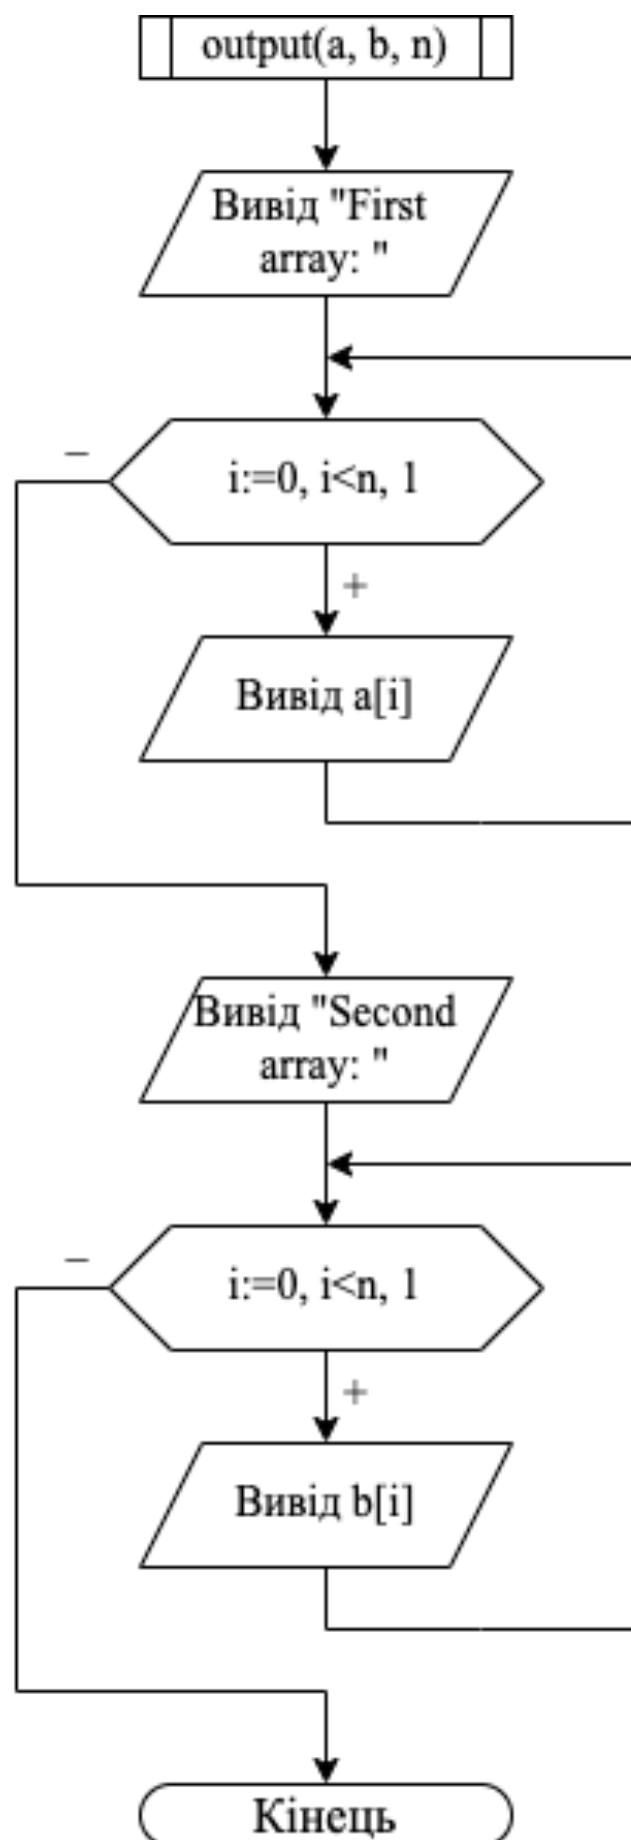 output(a, b, n)
Вивід "First
array: "
–
i:=0, i<n, 1
+
Вивід a[i]
Вивід "Second
array: "
–
i:=0, i<n, 1
+
Вивід b[i]
Кінець